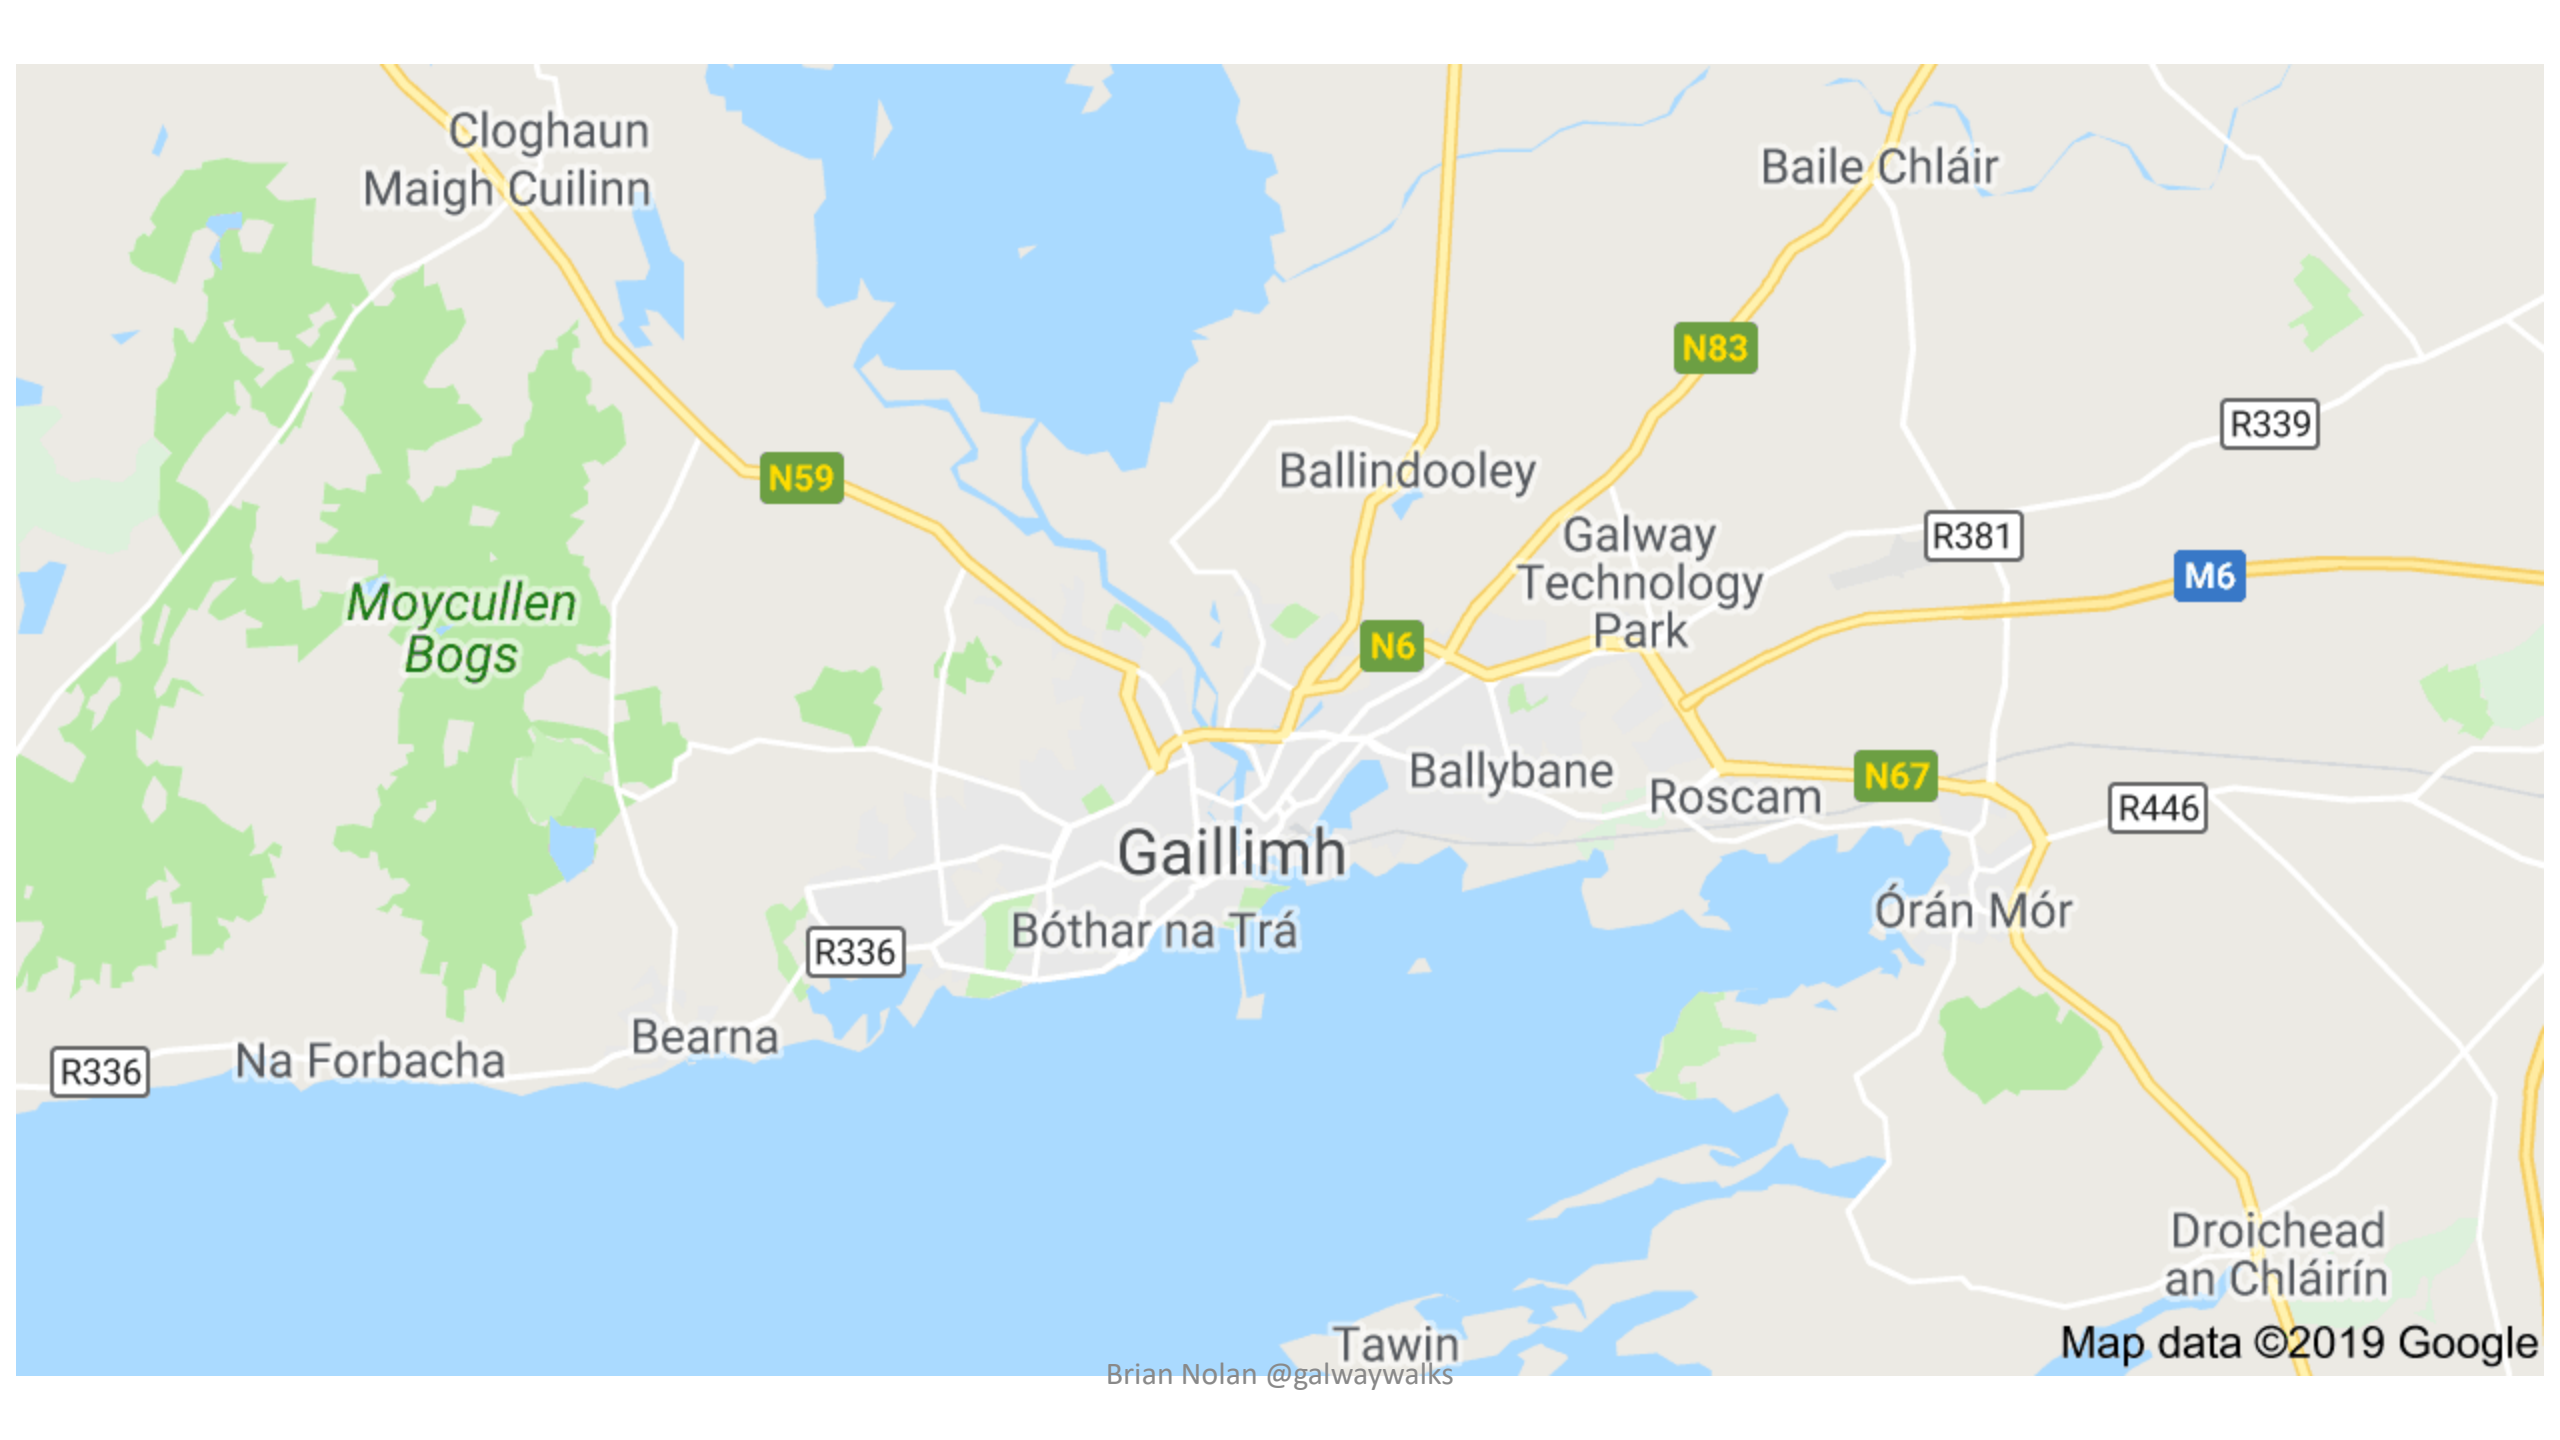 Cloghaun
Maigh Cuilinn
Baile Chláir
N83
R339
Ballindooley
N59
Galway
Technology
Park
R381
M6
Moycullen
Bogs
N6
Ballybane
Roscam
N67
R446
Gaillimh
Bóthar na Trá
Órán Mór
R336
Bearna
Na Forbacha
R336
Droichead
an Chláirín
Tawin
Map data ©2019 Google
Brian Nolan @galwaywalks